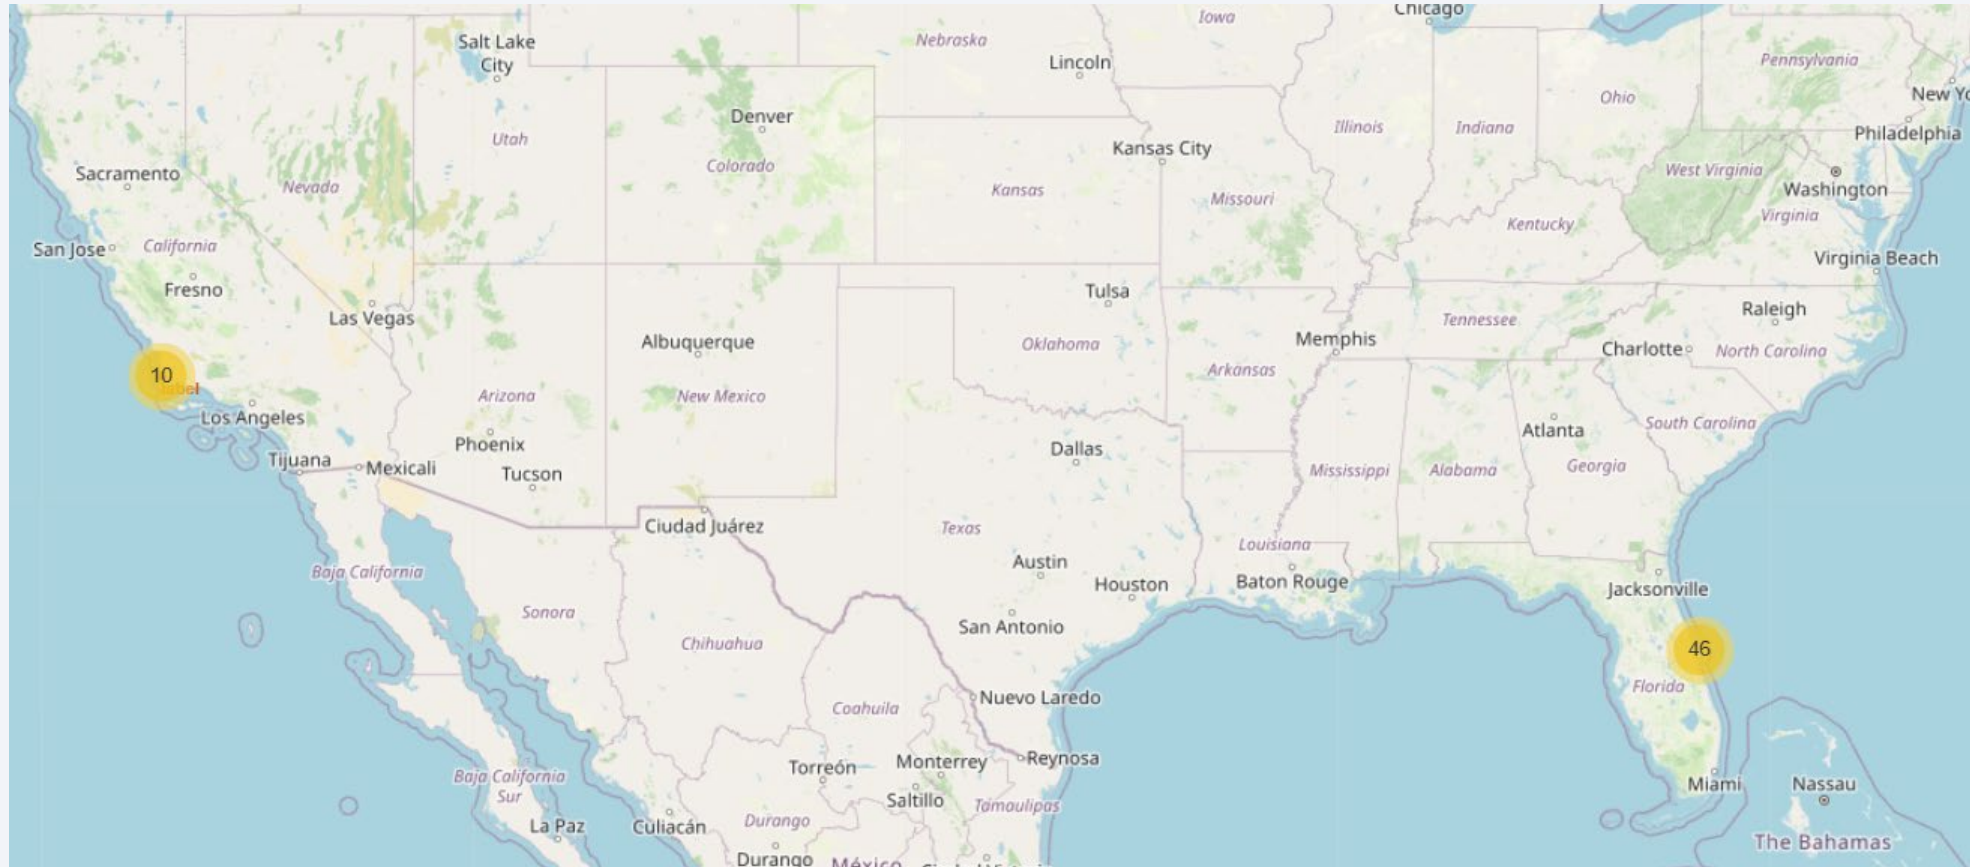 Chicago
Iowa
Salt Lake
City
Nebraska
Lincoln
Pennsylvania
New Yo
Ohio
Denver
Illinois
Indiana
Philadelphia
Utah
Colorado
Kansas City
Sacramento
Nevada
Kansas
Missouri
West Virginia
Washington
Virginia
Kentucky
San Jose
California
Virginia Beach
Fresno
Tulsa
Las Vegas
Raleigh
Tennessee
Albuquerque
Oklahoma
Memphis
Charlotte
North Carolina
10
Arkansas
Arizona
New Mexico
Los Angeles
South Carolina
Atlanta
Phoenix
Dallas
Tijuana
Mexicali
Tucson
Mississippi
Alabama
Georgia
Ciudad Juárez
Texas
Louisiana
Austin
Baja California
Houston
Baton Rouge
Jacksonville
Sonora
San Antonio
Chihuahua
46
Florida
Nuevo Laredo
Coahuila
Reynosa
Torreón
Monterrey
Baja California
Sur
Miami
Nassau
Saltillo
Tamaulipas
La Paz
Culiacán
Durango
The Bahamas
Durango
México